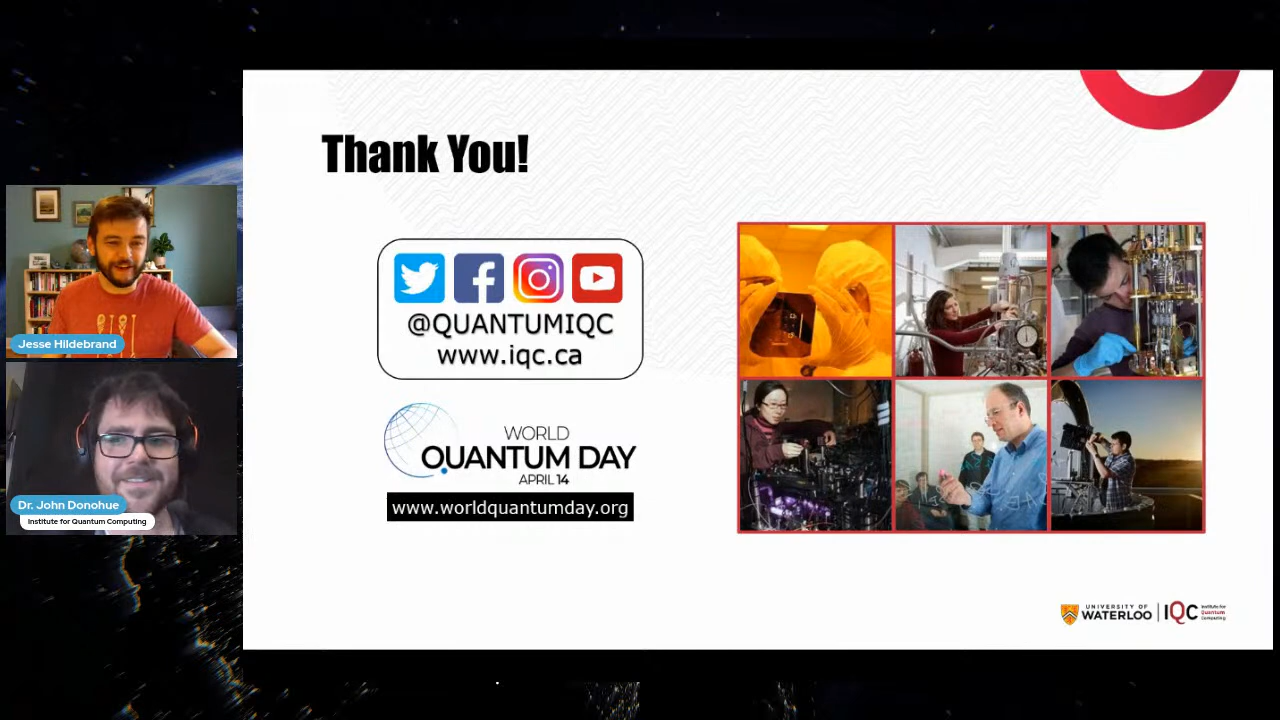 Thank You!
@QUANTUMIQC
www.iqc.ca
WORLD
QUANTUM DAY
APRIL 14
www.worldquantumday.org
Jesse Hildebrand
Dr. John Donohue
Institute for Quantum Computing
UNIVERSITY OF
WATERLOO
IQC
Institute for
Quantum
Computing